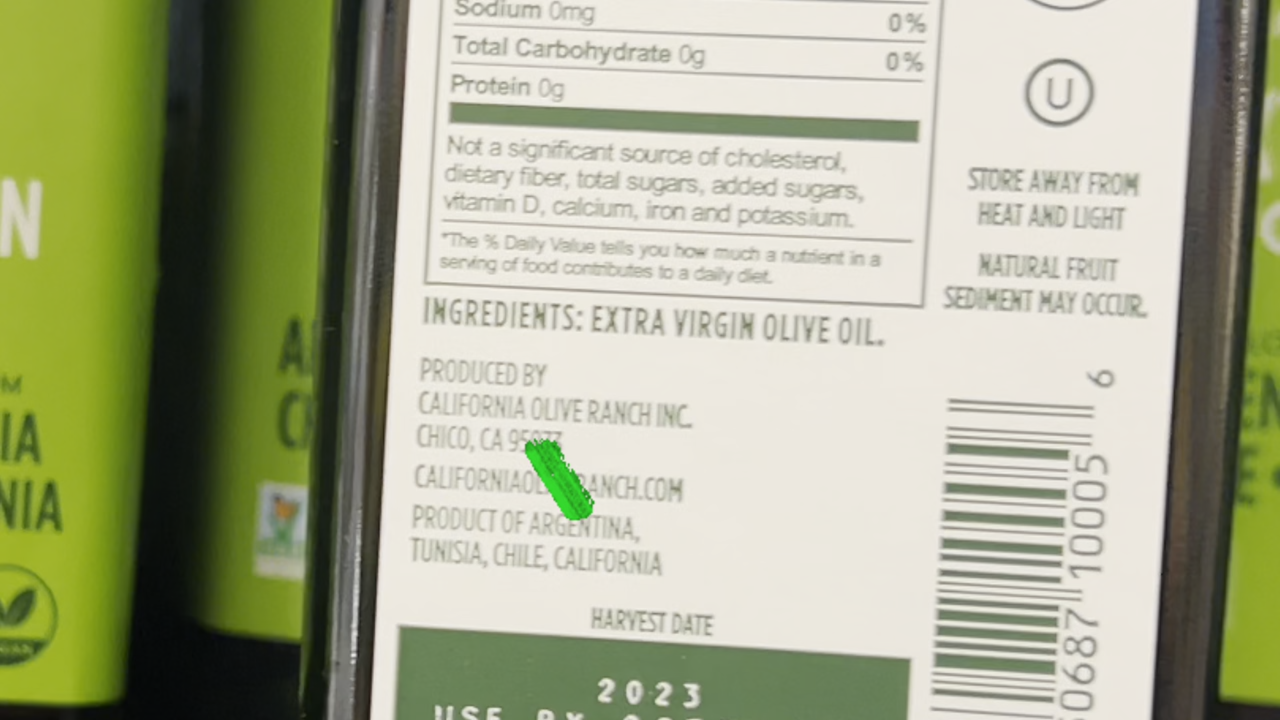 Sodium 0mg 0%
Total Carbohydrate 0g 0%
Protein 0g
Not a significant source of cholesterol,
dietary fiber, total sugars, added sugars,
vitamin D, calcium, iron and potassium.
*The % Daily Value tells you how much a nutrient in a
serving of food contributes to a daily diet.
INGREDIENTS: EXTRA VIRGIN OLIVE OIL.
PRODUCED BY
CALIFORNIA OLIVE RANCH INC.
CHICO, CA
PRODUCT OF ARGENTINA,
TUNISIA, CHILE, CALIFORNIA
HARVEST DATE
2023
USE BY
U
STORE AWAY FROM
HEAT AND LIGHT
NATURAL FRUIT
SEDIMENT MAY OCCUR.
6
10005
N
IA
NIA